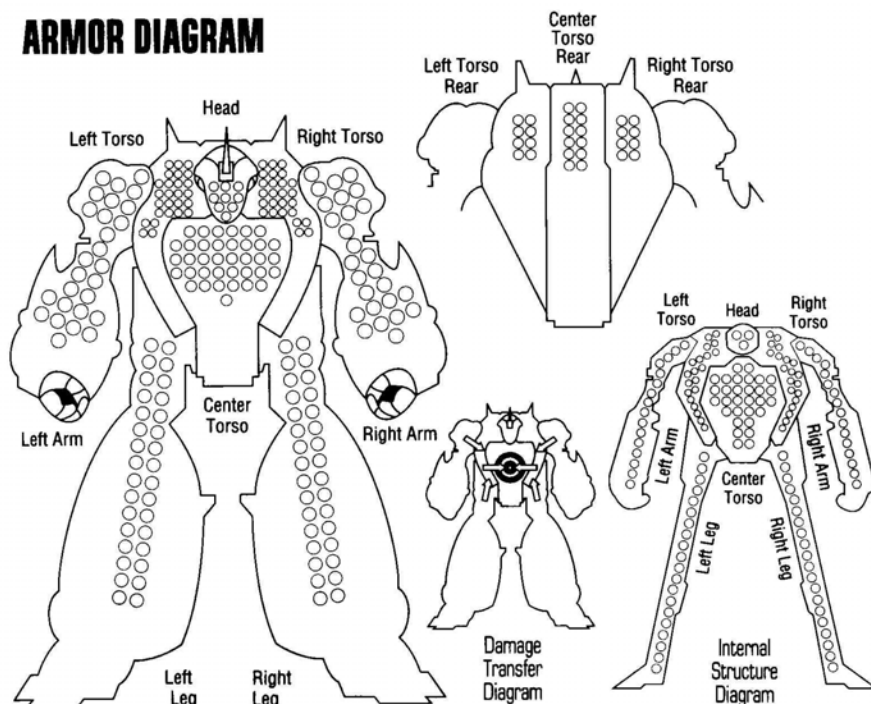 ARMOR DIAGRAM
Head
Left Torso
Right Torso
Left Torso
Rear
Center
Torso
Rear
Right Torso
Rear
Left Arm
Center
Torso
Right Arm
Left
Leg
Right
Leg
Damage
Transfer
Diagram
Left
Torso
Head
Right
Torso
Left Arm
Right Arm
Center
Torso
Left Leg
Right Leg
Internal
Structure
Diagram